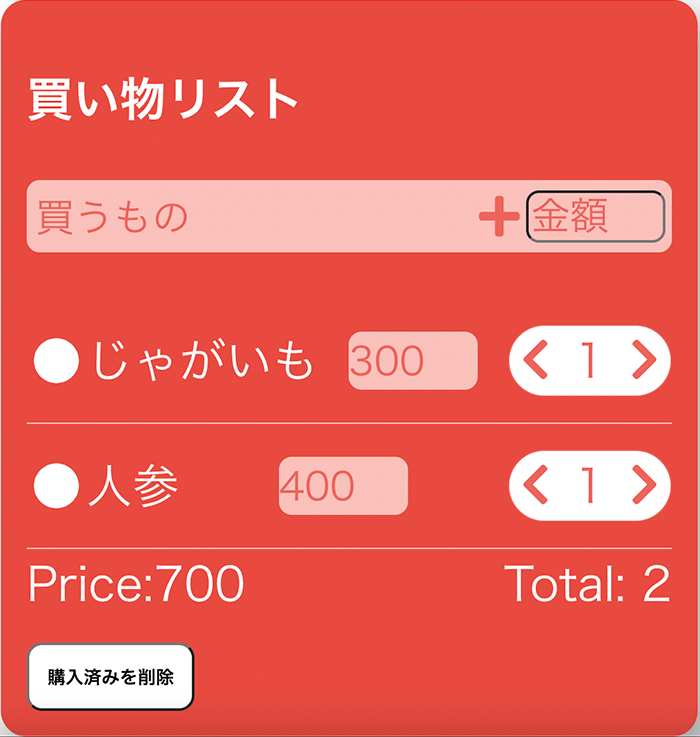 買い物リスト
買うもの 金額
じゃがいも 300 1
人参 400 1
Price:700 Total: 2
購入済みを削除